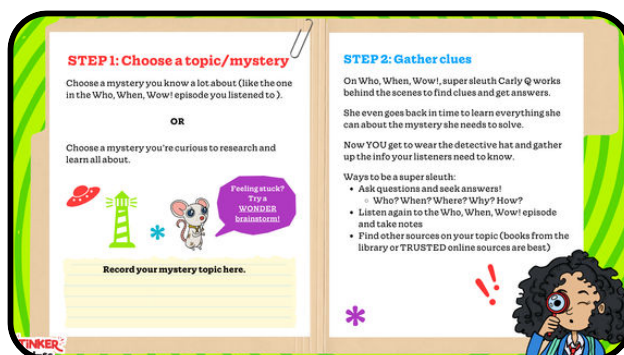 STEP 1: Choose a topic/mystery
Choose a mystery you know a lot about (like the one
in the Who, When, Wow! episode you listened to ).
OR
Choose a mystery you're curious to research and
learn all about.
Feeling stuck?
Try a
WONDER
brainstorm!
Record your mystery topic here.
TINKER
STEP 2: Gather clues
On Who, When, Wow!, super sleuth Carly Q works
behind the scenes to find clues and get answers.
She even goes back in time to learn everything she
can about the mystery she needs to solve.
Now YOU get to wear the detective hat and gather
up the info your listeners need to know.
Ways to be a super sleuth:
• Ask questions and seek answers!
○ Who? When? Where? Why? How?
• Listen again to the Who, When, Wow! episode
and take notes
• Find other sources on your topic (books from the
library or TRUSTED online sources are best)
!!